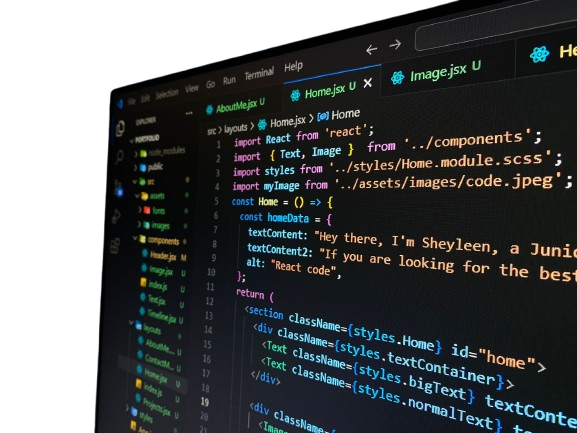 File Edit Selection View Go Run Terminal Help
EXPLORER
PORTFOLIO
node_modules
public
src
assets
fonts
images
components
Header.jsx M
Image.jsx
index.js
Text.jsx U
Timeline.jsx U
layouts
AboutMe... U
ContactM...
Home.jsx U
index.js U
Projects.jsx U
styles
AboutMe.jsx U
Home.jsx U
Image.jsx U
He
src > layouts > Home.jsx > Home
1 import React from 'react';
2 import { Text, Image } from '../components';
3 import styles from '../styles/Home.module.scss';
4 import myImage from '../assets/images/code.jpeg';
5 const Home = () => {
6 const homeData = {
7 textContent: "Hey there, I'm Sheyleen, a Junio
8 textContent2: "If you are looking for the best
9 alt: "React code",
10 };
11 return (
12 <section className={styles.Home} id="home">
13 <div className={styles.textContainer}>
14 <Text className={styles.bigText} textConte
15 <Text className={styles.normalText} te
16 </div>
17
18
19 <div className={sty
20 <Image